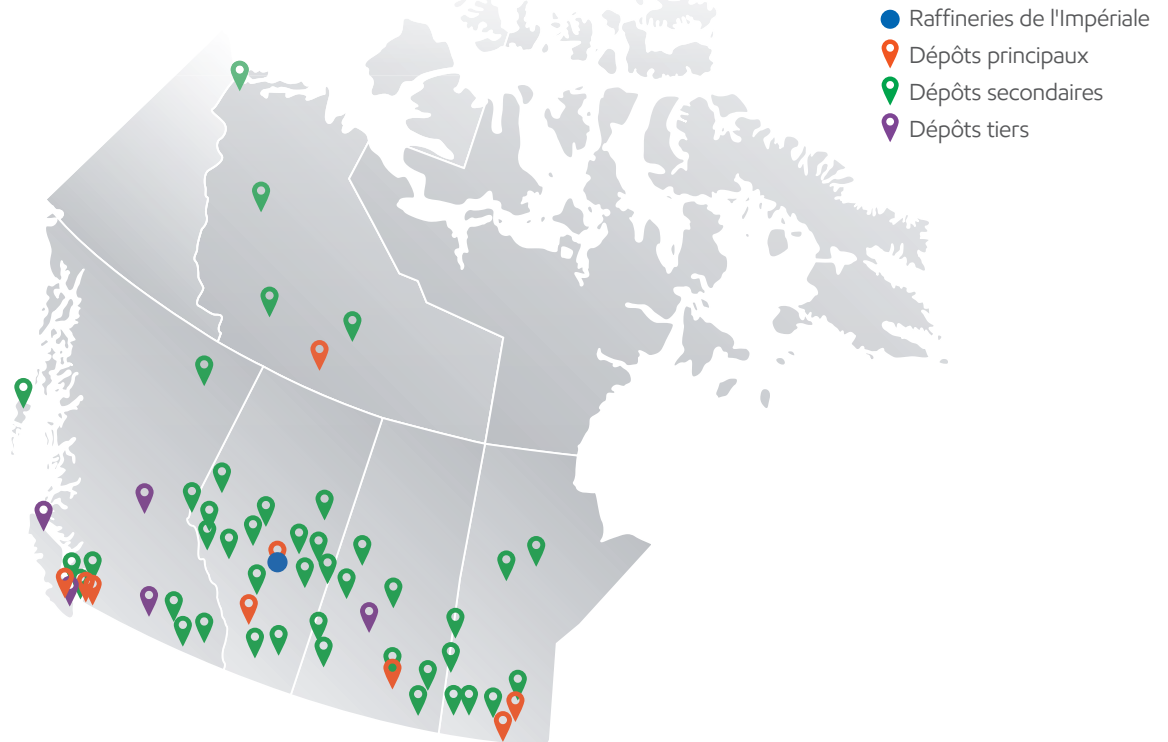 Raffineries de l'Impériale
Dépôts principaux
Dépôts secondaires
Dépôts tiers